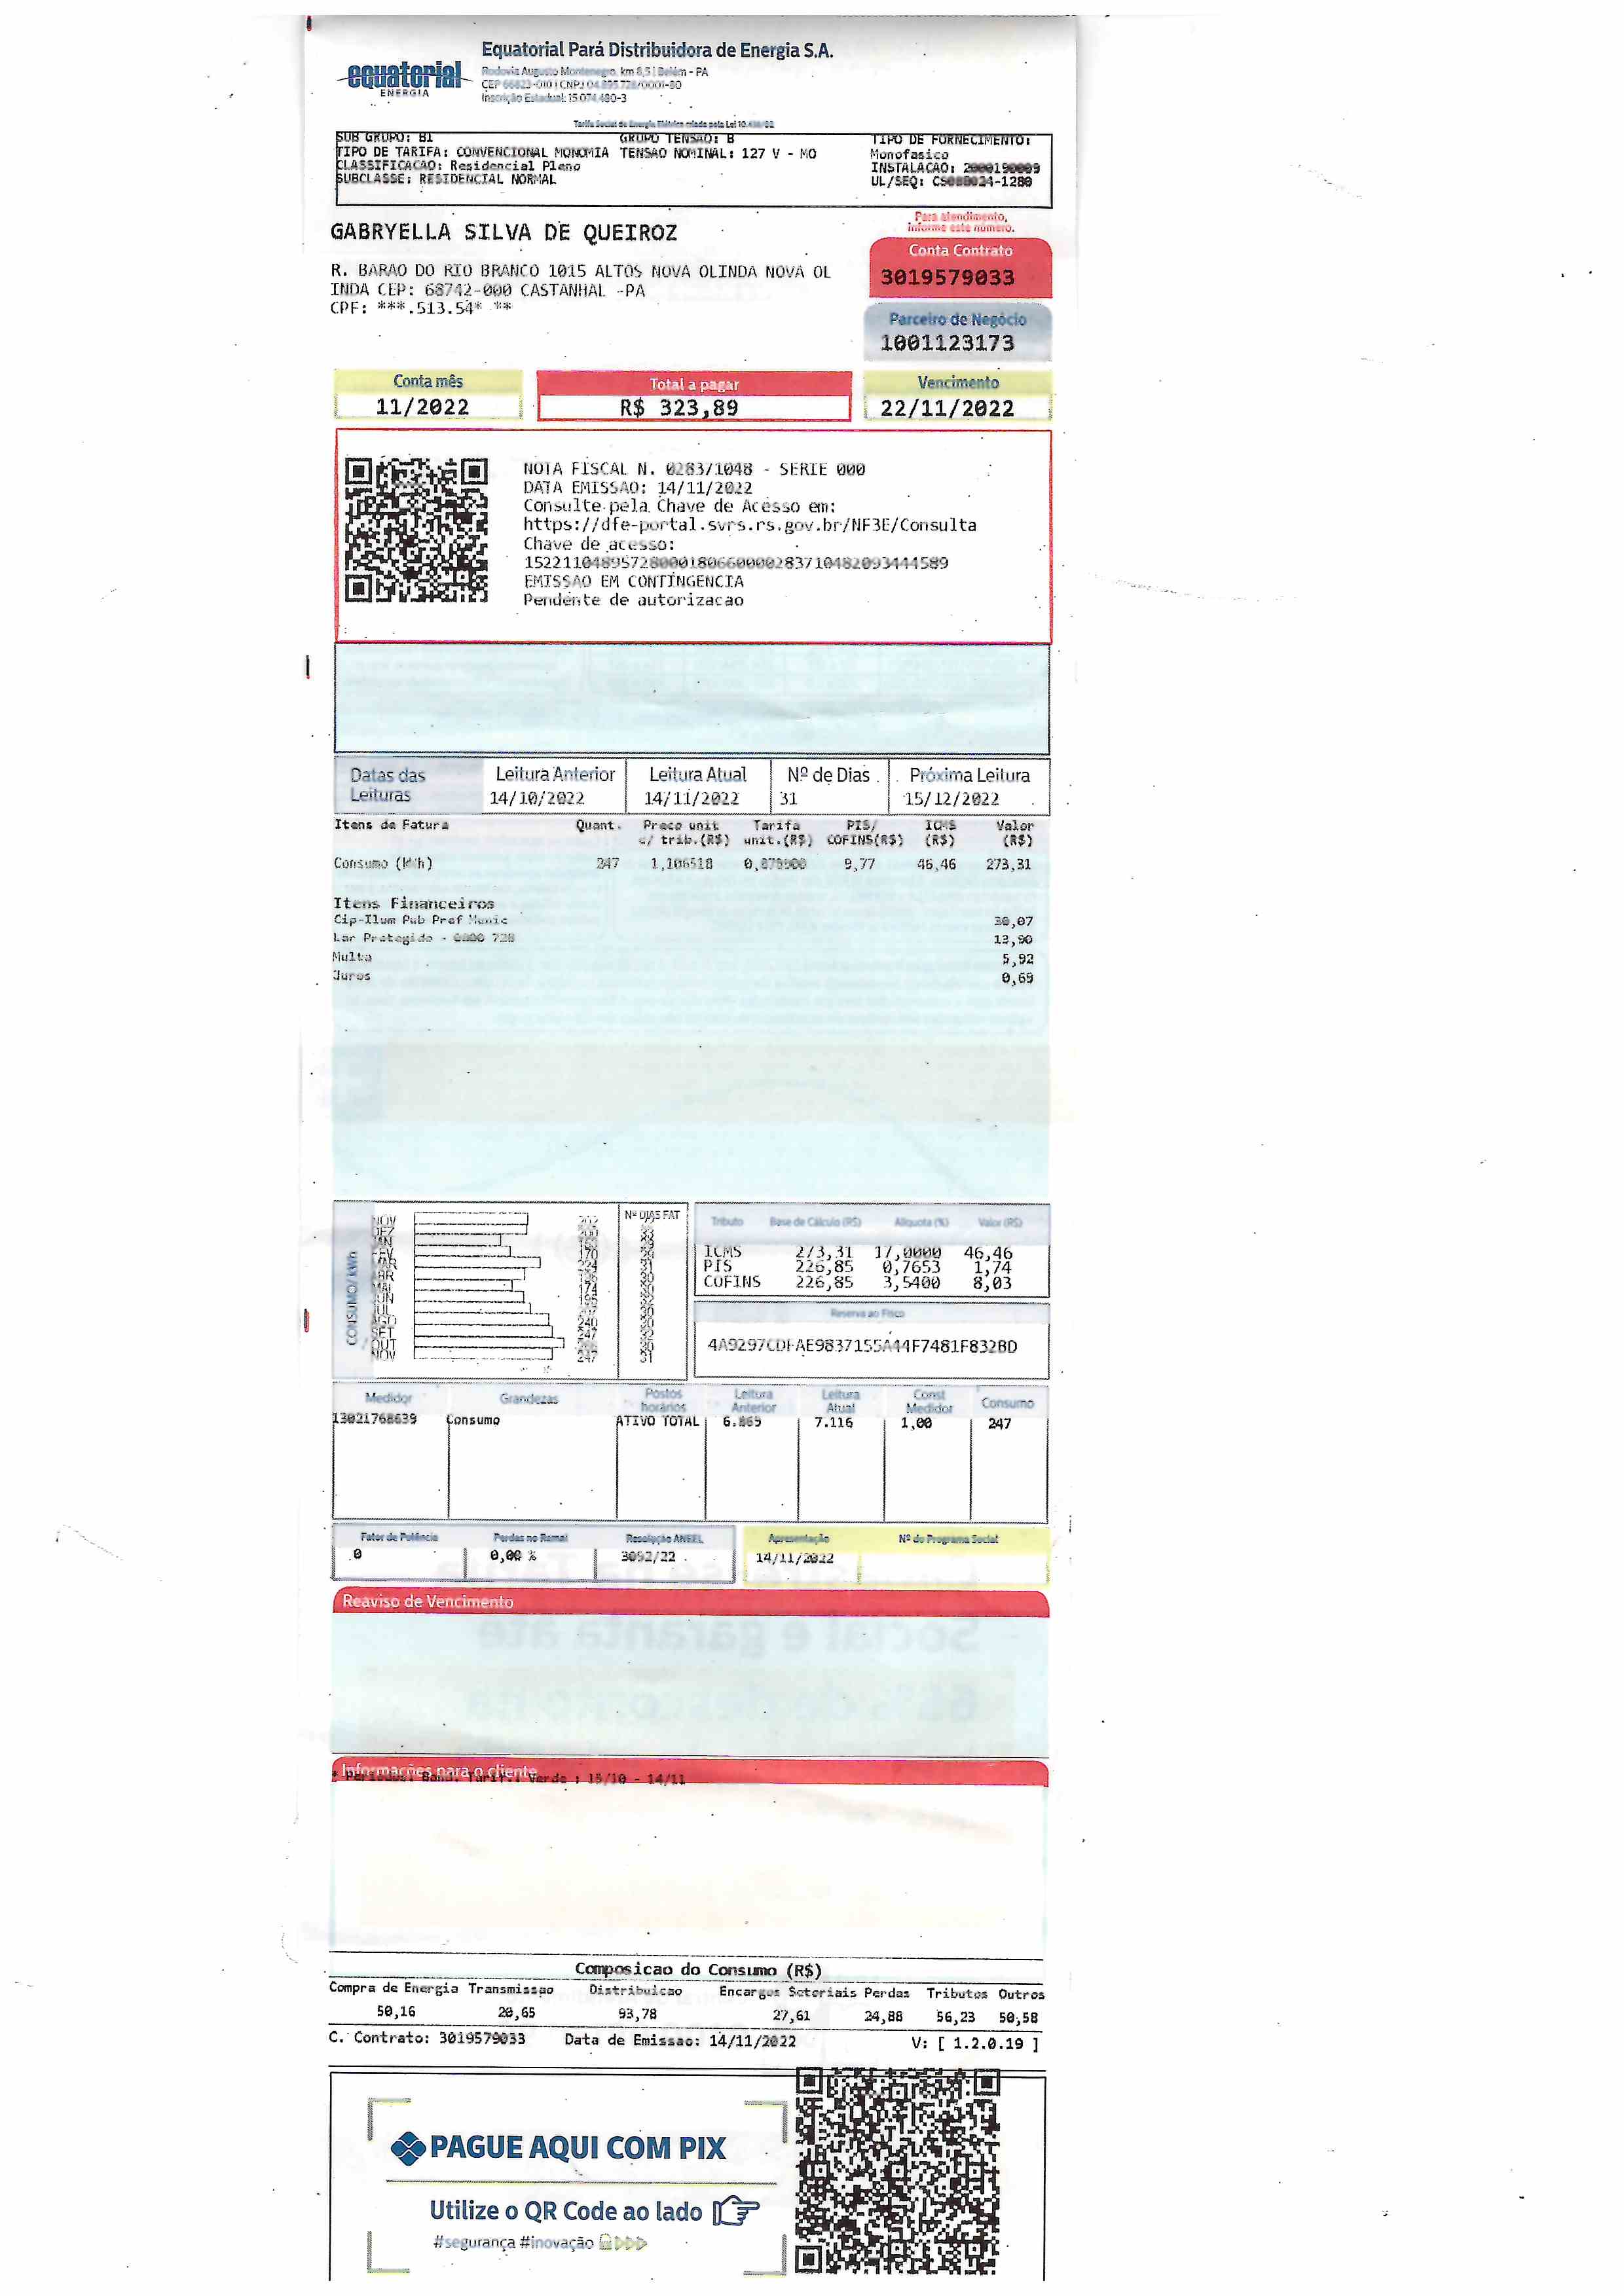 equatorial
ENERGIA
Equatorial Pará Distribuidora de Energia S.A.
Rodovia Augusto Montenegro, km 8,5 | Belém - PA
CEP 66823-010 | CNPJ 04.895.728/0001-80
Inscrição Estadual: 15 074 480-3
Tarifa Social de Energia Elétrica criada pela Lei 10.438/02
SUB GRUPO: B1 GRUPO TENSAO: B TIPO DE FORNECIMENTO:
TIPO DE TARIFA: CONVENCIONAL MONOMIA TENSAO NOMINAL: 127 V - MO Monofasico
CLASSIFICACAO: Residencial Pleno INSTALACAO:
SUBCLASSE: RESIDENCIAL NORMAL UL/SEQ:
Para atendimento,
informe este número.
GABRYELLA SILVA DE QUEIROZ
Conta Contrato
3019579033
R. BARAO DO RIO BRANCO 1015 ALTOS NOVA OLINDA NOVA OL
INDA CEP: 68742-000 CASTANHAL -PA
CPF: ***.513.54* **
Parceiro de Negócio
1001123173
Conta mês Total a pagar Vencimento
11/2022 R$ 323,89 22/11/2022
NOTA FISCAL N. 0283/1048 - SERIE 000
DATA EMISSAO: 14/11/2022
Consulte pela Chave de Acesso em:
https://dfe-portal.svrs.rs.gov.br/NF3E/Consulta
Chave de acesso:
EMISSAO EM CONTINGENCIA
Pendente de autorizacao
Datas das Leituras Leitura Anterior Leitura Atual Nº de Dias Próxima Leitura
14/10/2022 14/11/2022 31 15/12/2022
Itens de Fatura Quant. Preco unit c/ trib.(R$) Tarifa unit.(R$) PIS/COFINS(R$) ICMS (R$) Valor (R$)
Consumo (kWh) 247 1,106518 9,77 46,46 273,31
Itens Financeiros
Cip-Ilum Pub Pref Munic 30,07
Lar Protegido - 13,90
Multa 5,92
Juros 0,69
CONSUMO/ kWh
Nº DIAS FAT
NOV
DEZ
JAN
FEV 170
MAR 224 31
ABR 30
MAI 174
JUN 195 32
JUL 30
AGO 240 30
SET 247 32
OUT 30
NOV 247 31
Tributo Base de Cálculo (R$) Alíquota (%) Valor (R$)
ICMS 273,31 17,0000 46,46
PIS 226,85 0,7653 1,74
COFINS 226,85 3,5400 8,03
Reserva ao Fisco
4A9297CDFAE9837155A44F7481F832BD
Medidor Grandezas Postos horários Leitura Anterior Leitura Atual Const Medidor Consumo
13021768639 Consumo ATIVO TOTAL 6.869 7.116 1,00 247
Fator de Potência Perdas no Ramal Resolução ANEEL Apresentação Nº do Programa Social
0 0,00 % 3052/22 14/11/2022
Reaviso de Vencimento
Informações para o cliente
* Periodos: Band. Tarif.: Verde : 15/10 - 14/11
Composicao do Consumo (R$)
Compra de Energia Transmissao Distribuicao Encargos Setoriais Perdas Tributos Outros
50,16 20,65 93,78 27,61 24,88 56,23 50,58
C. Contrato: 3019579033 Data de Emissao: 14/11/2022 V: [ 1.2.0.19 ]
PAGUE AQUI COM PIX
Utilize o QR Code ao lado
#segurança #inovação